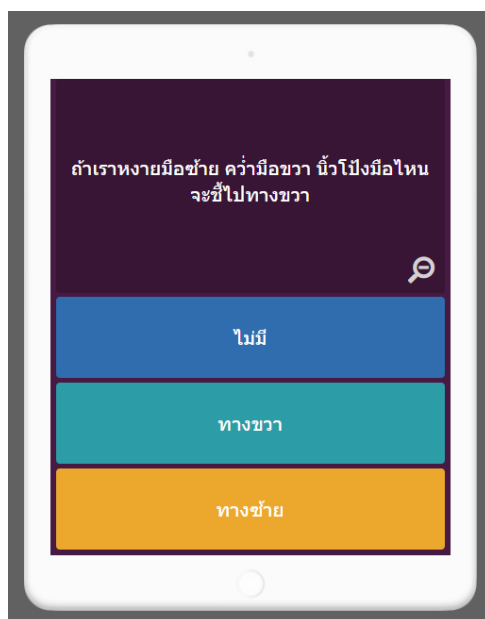 ถ้าเราหงายมือซ้าย คว่ำมือขวา นิ้วโป้งมือไหน
จะชี้ไปทางขวา
ไม่มี
ทางขวา
ทางซ้าย